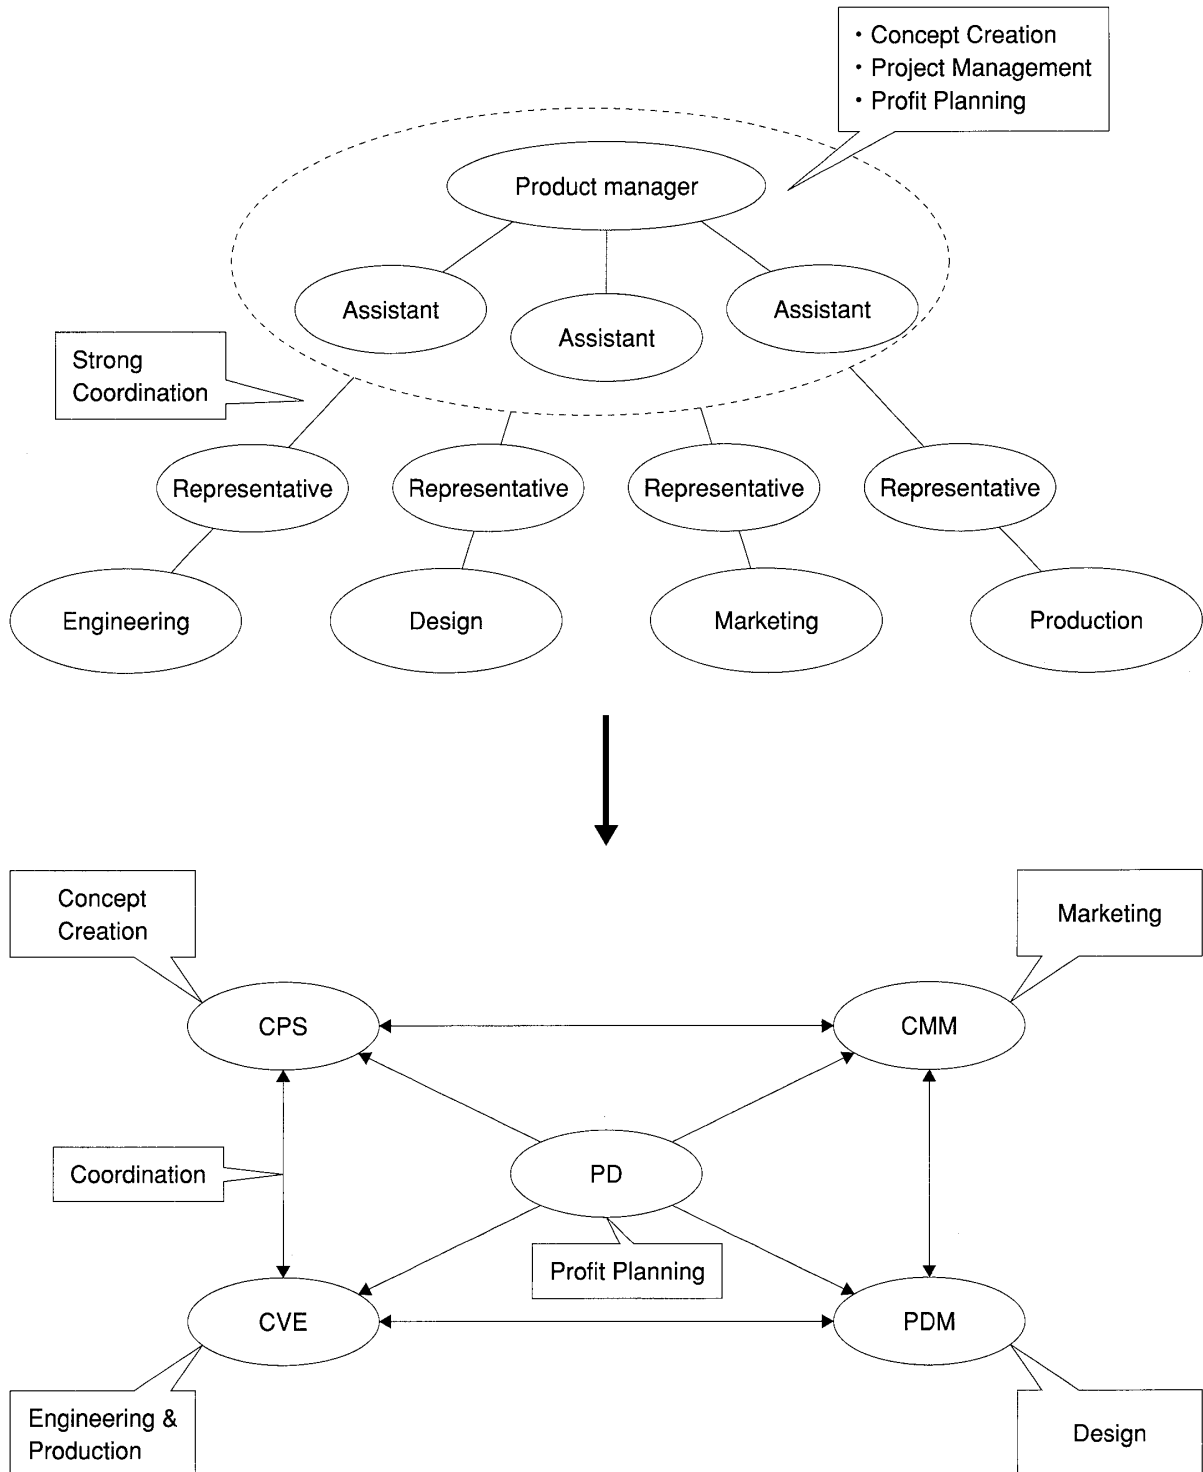 ・Concept Creation
・Project Management
・Profit Planning
Product manager
Assistant
Assistant
Assistant
Strong
Coordination
Representative
Representative
Representative
Representative
Engineering
Design
Marketing
Production
Concept
Creation
Marketing
CPS
CMM
Coordination
PD
Profit Planning
CVE
PDM
Engineering &
Production
Design